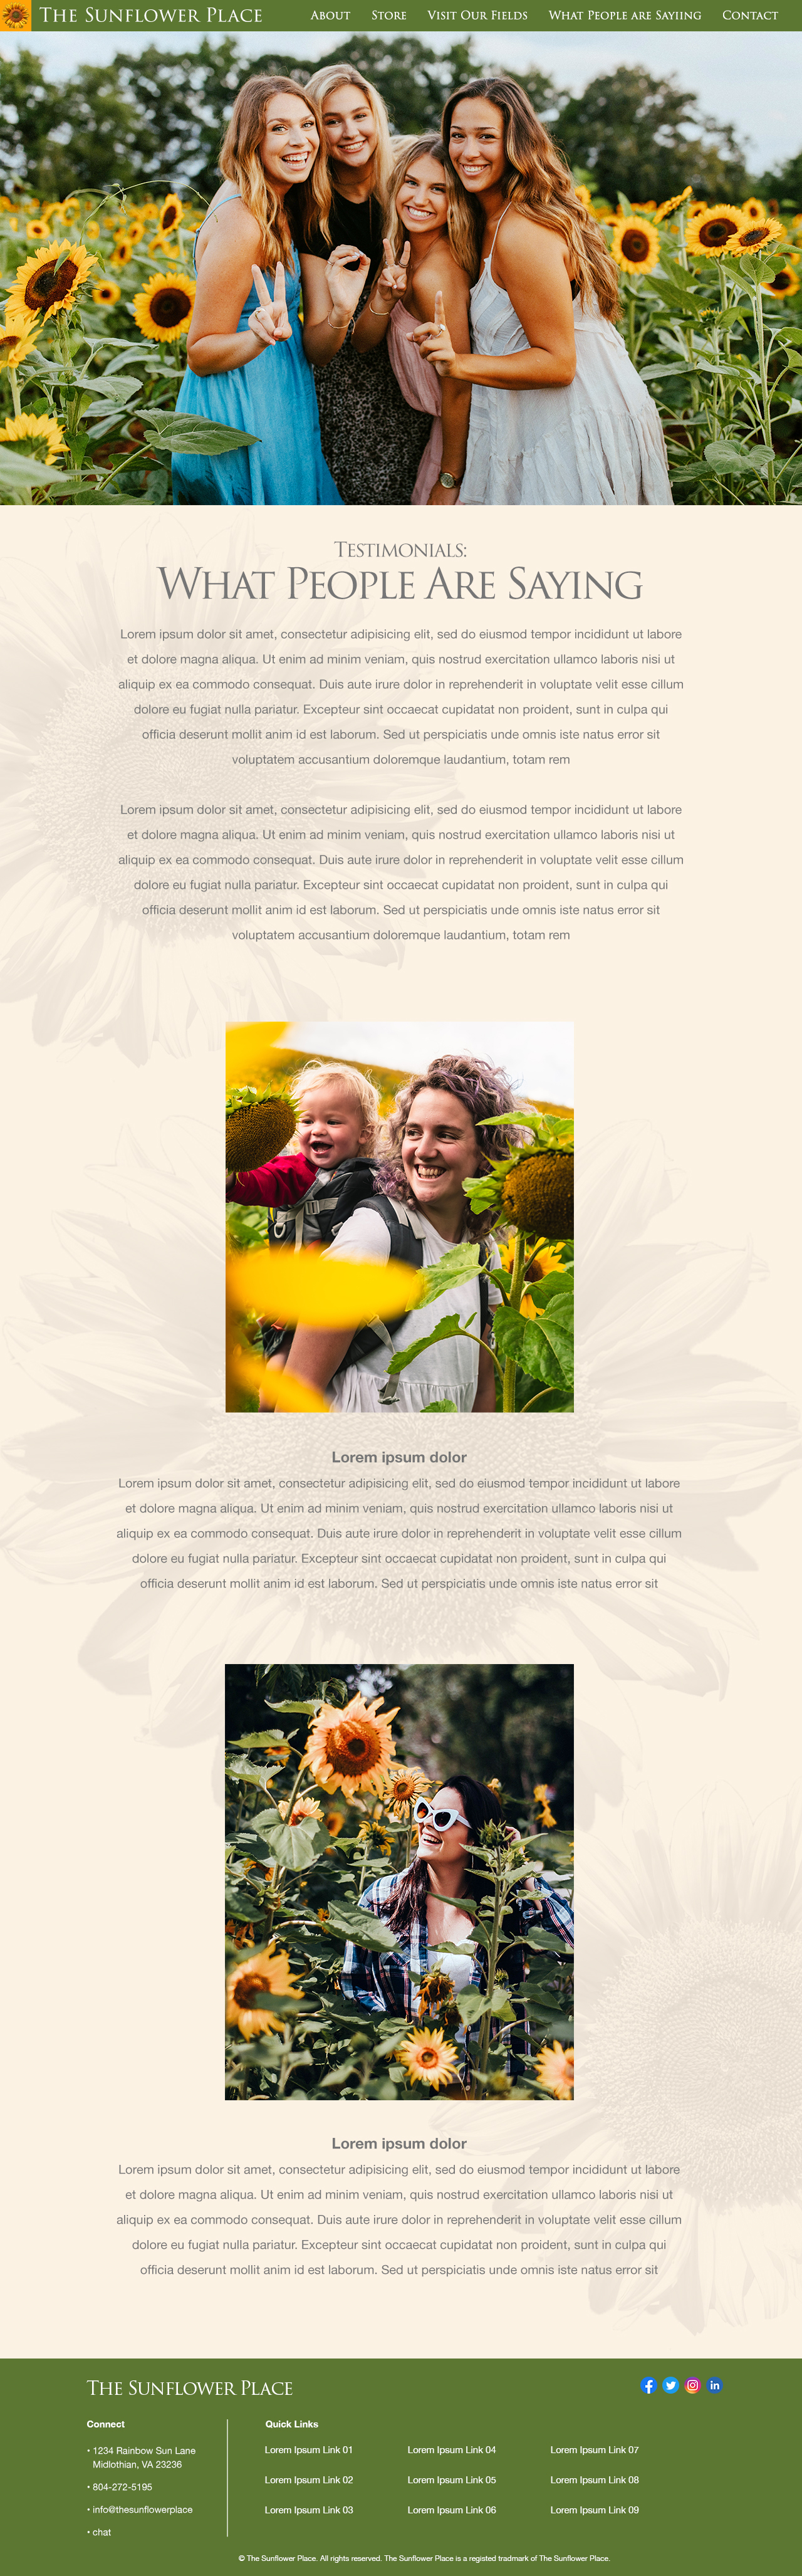 The Sunflower Place
About Store Visit Our Fields What People are Sayiing Contact
Testimonials:
What People Are Saying
Lorem ipsum dolor sit amet, consectetur adipisicing elit, sed do eiusmod tempor incididunt ut labore
et dolore magna aliqua. Ut enim ad minim veniam, quis nostrud exercitation ullamco laboris nisi ut
aliquip ex ea commodo consequat. Duis aute irure dolor in reprehenderit in voluptate velit esse cillum
dolore eu fugiat nulla pariatur. Excepteur sint occaecat cupidatat non proident, sunt in culpa qui
officia deserunt mollit anim id est laborum. Sed ut perspiciatis unde omnis iste natus error sit
voluptatem accusantium doloremque laudantium, totam rem
Lorem ipsum dolor sit amet, consectetur adipisicing elit, sed do eiusmod tempor incididunt ut labore
et dolore magna aliqua. Ut enim ad minim veniam, quis nostrud exercitation ullamco laboris nisi ut
aliquip ex ea commodo consequat. Duis aute irure dolor in reprehenderit in voluptate velit esse cillum
dolore eu fugiat nulla pariatur. Excepteur sint occaecat cupidatat non proident, sunt in culpa qui
officia deserunt mollit anim id est laborum. Sed ut perspiciatis unde omnis iste natus error sit
voluptatem accusantium doloremque laudantium, totam rem
Lorem ipsum dolor
Lorem ipsum dolor sit amet, consectetur adipisicing elit, sed do eiusmod tempor incididunt ut labore
et dolore magna aliqua. Ut enim ad minim veniam, quis nostrud exercitation ullamco laboris nisi ut
aliquip ex ea commodo consequat. Duis aute irure dolor in reprehenderit in voluptate velit esse cillum
dolore eu fugiat nulla pariatur. Excepteur sint occaecat cupidatat non proident, sunt in culpa qui
officia deserunt mollit anim id est laborum. Sed ut perspiciatis unde omnis iste natus error sit
Lorem ipsum dolor
Lorem ipsum dolor sit amet, consectetur adipisicing elit, sed do eiusmod tempor incididunt ut labore
et dolore magna aliqua. Ut enim ad minim veniam, quis nostrud exercitation ullamco laboris nisi ut
aliquip ex ea commodo consequat. Duis aute irure dolor in reprehenderit in voluptate velit esse cillum
dolore eu fugiat nulla pariatur. Excepteur sint occaecat cupidatat non proident, sunt in culpa qui
officia deserunt mollit anim id est laborum. Sed ut perspiciatis unde omnis iste natus error sit
The Sunflower Place
Connect
• 1234 Rainbow Sun Lane
Midlothian, VA 23236
• 804-272-5195
• info@thesunflowerplace
• chat
Quick Links
Lorem Ipsum Link 01
Lorem Ipsum Link 02
Lorem Ipsum Link 03
Lorem Ipsum Link 04
Lorem Ipsum Link 05
Lorem Ipsum Link 06
Lorem Ipsum Link 07
Lorem Ipsum Link 08
Lorem Ipsum Link 09
© The Sunflower Place. All rights reserved. The Sunflower Place is a registed tradmark of The Sunflower Place.